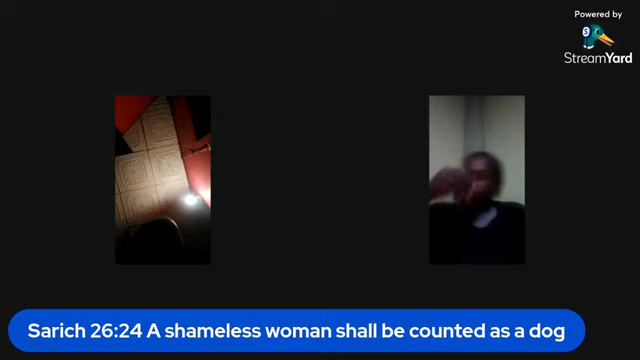 Powered by
StreamYard
Sarich 26:24 A shameless woman shall be counted as a dog